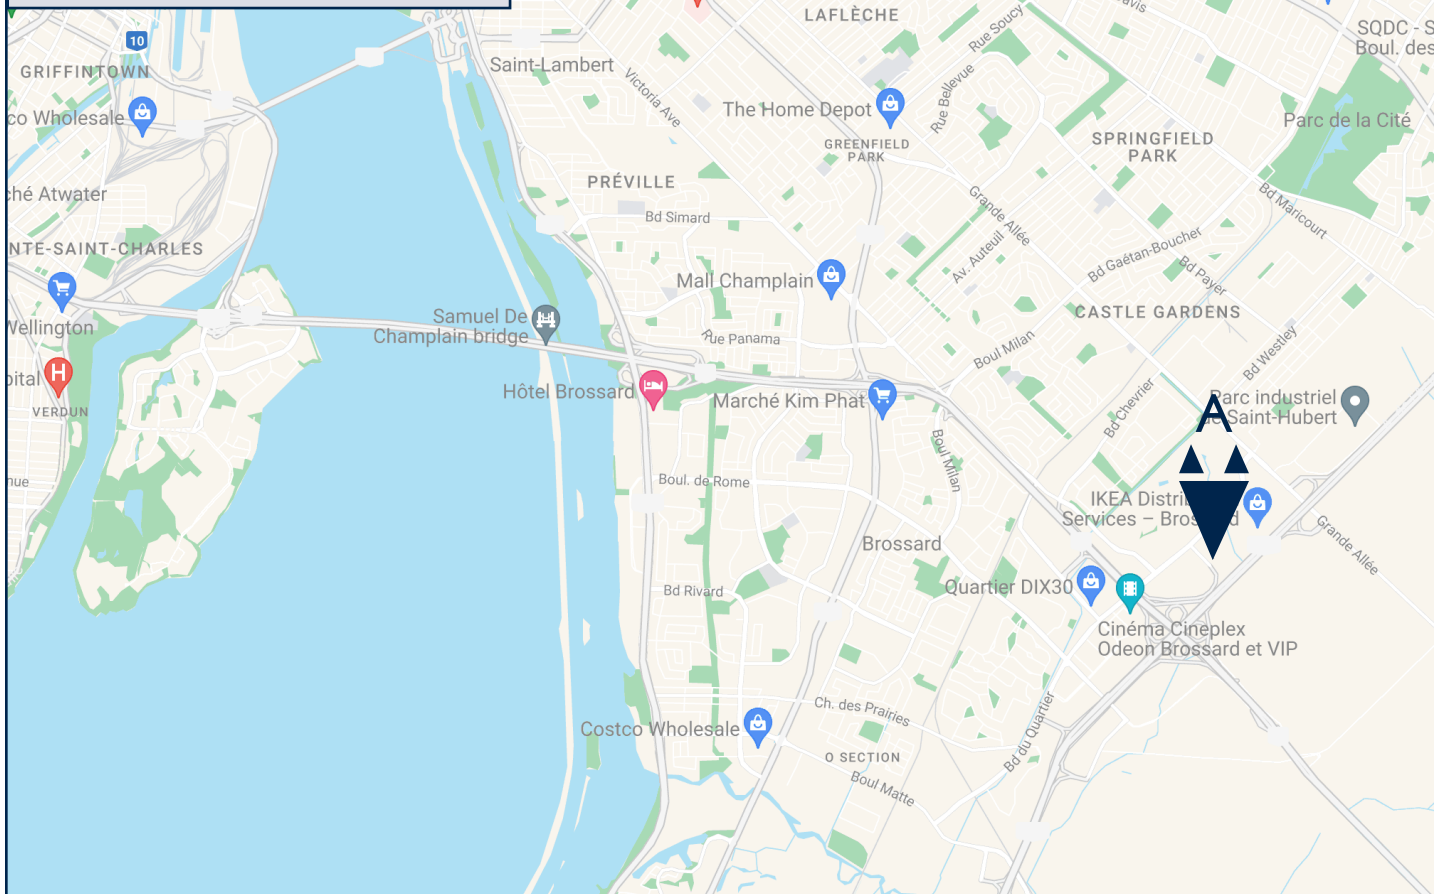 LAFLÈCHE
Rue Soucy
SQDC - S
Boul. des
10
GRIFFINTOWN
Saint-Lambert
Victoria Ave
The Home Depot
Rue Bellevue
co Wholesale
Parc de la Cité
GREENFIELD
PARK
SPRINGFIELD
PARK
PRÉVILLE
ché Atwater
Bd Simard
Grande Allée
Bd Maricourt
NTE-SAINT-CHARLES
Av. Auteuil
Bd Gaétan-Boucher
Bd Payer
Mall Champlain
CASTLE GARDENS
Samuel De
Champlain bridge
Wellington
Rue Panama
Boul Milan
Bd Westley
H
pital
VERDUN
Hôtel Brossard
Marché Kim Phat
Bd Chevrier
Parc industriel
de Saint-Hubert
A
Boul Milan
nue
Boul. de Rome
IKEA Distri
Services – Brossard
Grande Allée
Brossard
Bd Rivard
Quartier DIX30
Cinéma Cineplex
Odeon Brossard et VIP
Ch. des Prairies
Bd du Quartier
Costco Wholesale
O SECTION
Boul Matte